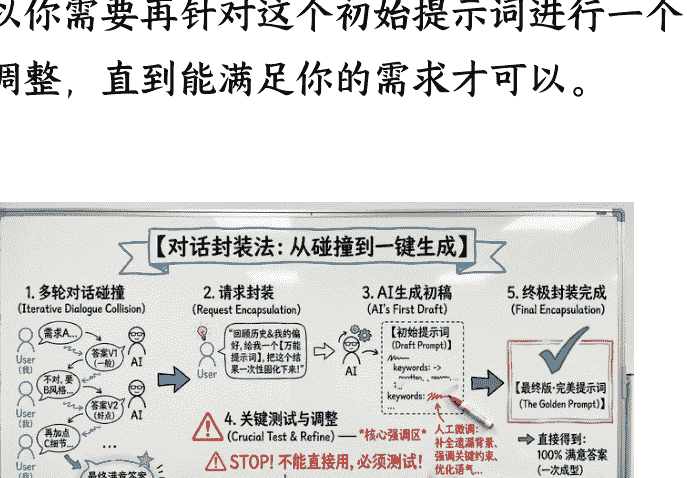 以你需要再针对这个初始提示词进行一个
调整，直到能满足你的需求才可以。
【对话封装法：从碰撞到一键生成】
1. 多轮对话碰撞
(Iterative Dialogue Collision)
需求A...
答案V1
(一般)
User
(我)
AI
不对,要
B风格...
答案V2
(好点)
User
(我)
AI
再加点
C细节...
...
User
(我)
最终满意答案
2. 请求封装
(Request Encapsulation)
"回顾历史&我的偏
好,给我一个【万能
提示词】,把这个结
果一次性固化下来!"
User
3. AI生成初稿
(AI's First Draft)
AI
【初始提示词
(Draft Prompt)】
keywords: ->
keywords:
...
4. 关键测试与调整
(Crucial Test & Refine) — *核心强调区*
STOP! 不能直接用,必须测试!
人工微调:
补全遗漏背景、
强调关键约束、
优化语气...
5. 终极封装完成
(Final Encapsulation)
【最终版·完美提示词
(The Golden Prompt)】
直接得到:
100% 满意答案
(一次成型)